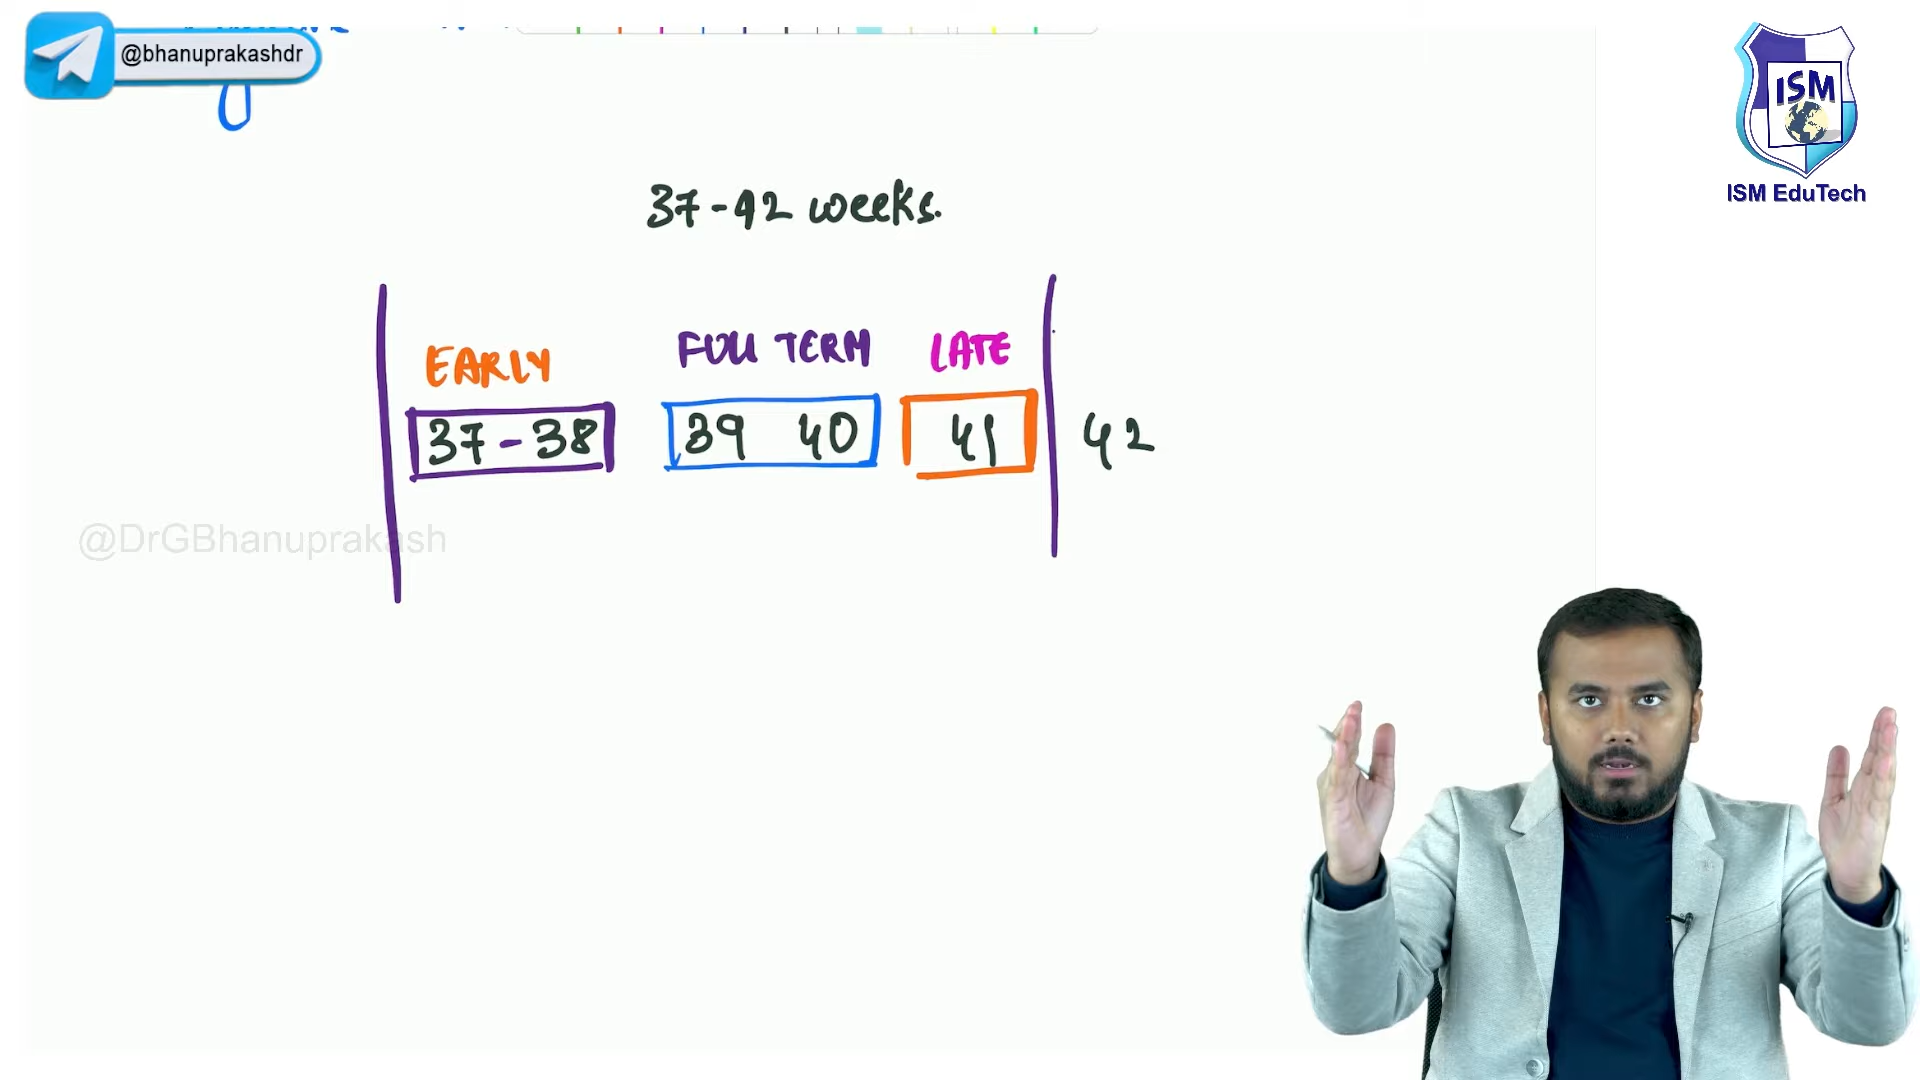 @bhanuprakashdr
ISM
ISM EduTech
37-42 weeks.
EARLY FULL TERM LATE
37-38 39 40 41 42
@DrGBhanuprakash